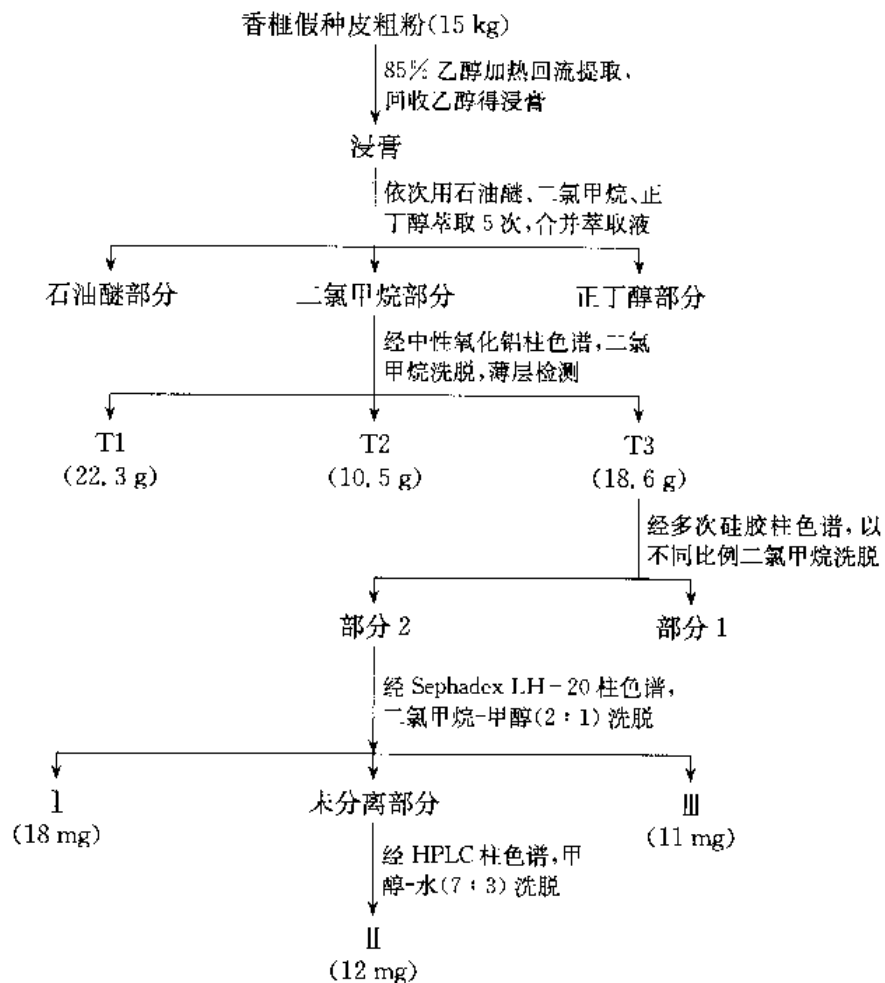 香榧假种皮粗粉(15 kg)
85% 乙醇加热回流提取、
回收乙醇得浸膏
浸膏
依次用石油醚、二氯甲烷、正
丁醇萃取 5 次,合并萃取液
石油醚部分
二氯甲烷部分
正丁醇部分
经中性氧化铝柱色谱,二氯
甲烷洗脱,薄层检测
T1
(22.3 g)
T2
(10.5 g)
T3
(18.6 g)
经多次硅胶柱色谱,以
不同比例二氯甲烷洗脱
部分 2
部分 1
经 Sephadex LH-20 柱色谱,
二氯甲烷-甲醇(2:1) 洗脱
Ⅰ
(18 mg)
未分离部分
Ⅲ
(11 mg)
经 HPLC 柱色谱,甲
醇-水(7:3) 洗脱
Ⅱ
(12 mg)